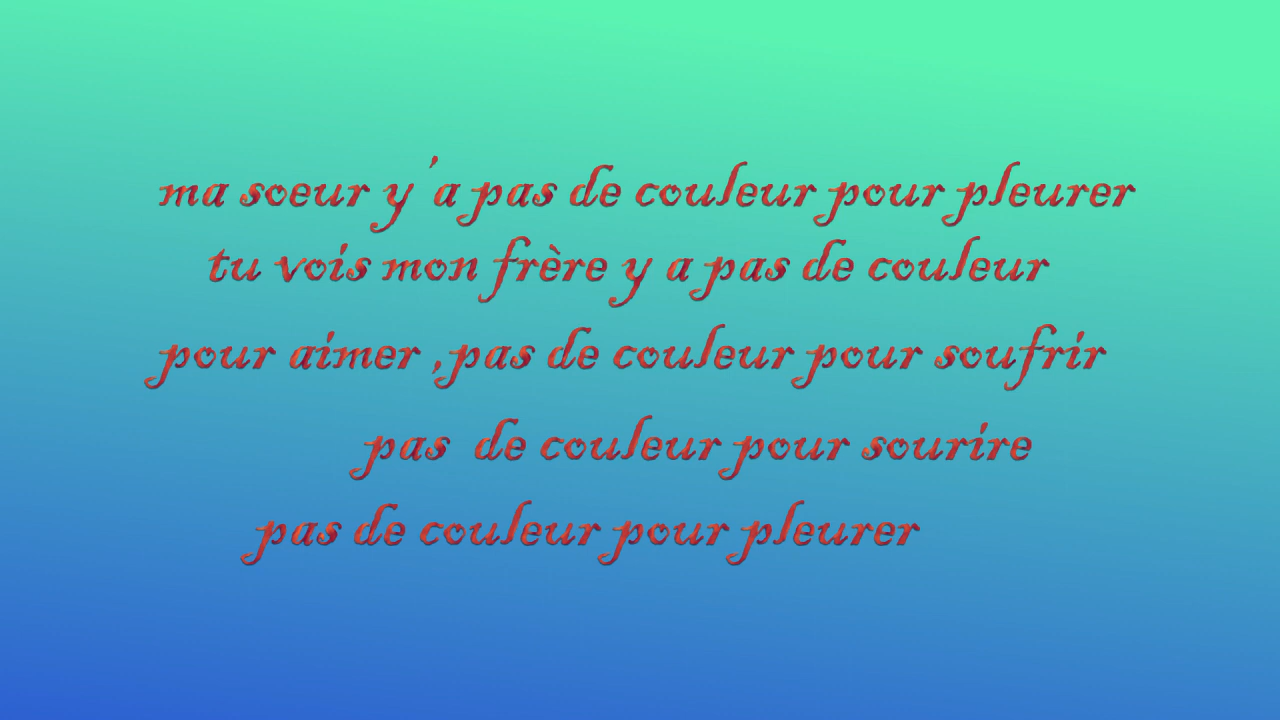 ma soeur y 'a pas de couleur pour pleurer
tu vois mon frère y a pas de couleur
pour aimer ,pas de couleur pour soufrir
pas de couleur pour sourire
pas de couleur pour pleurer